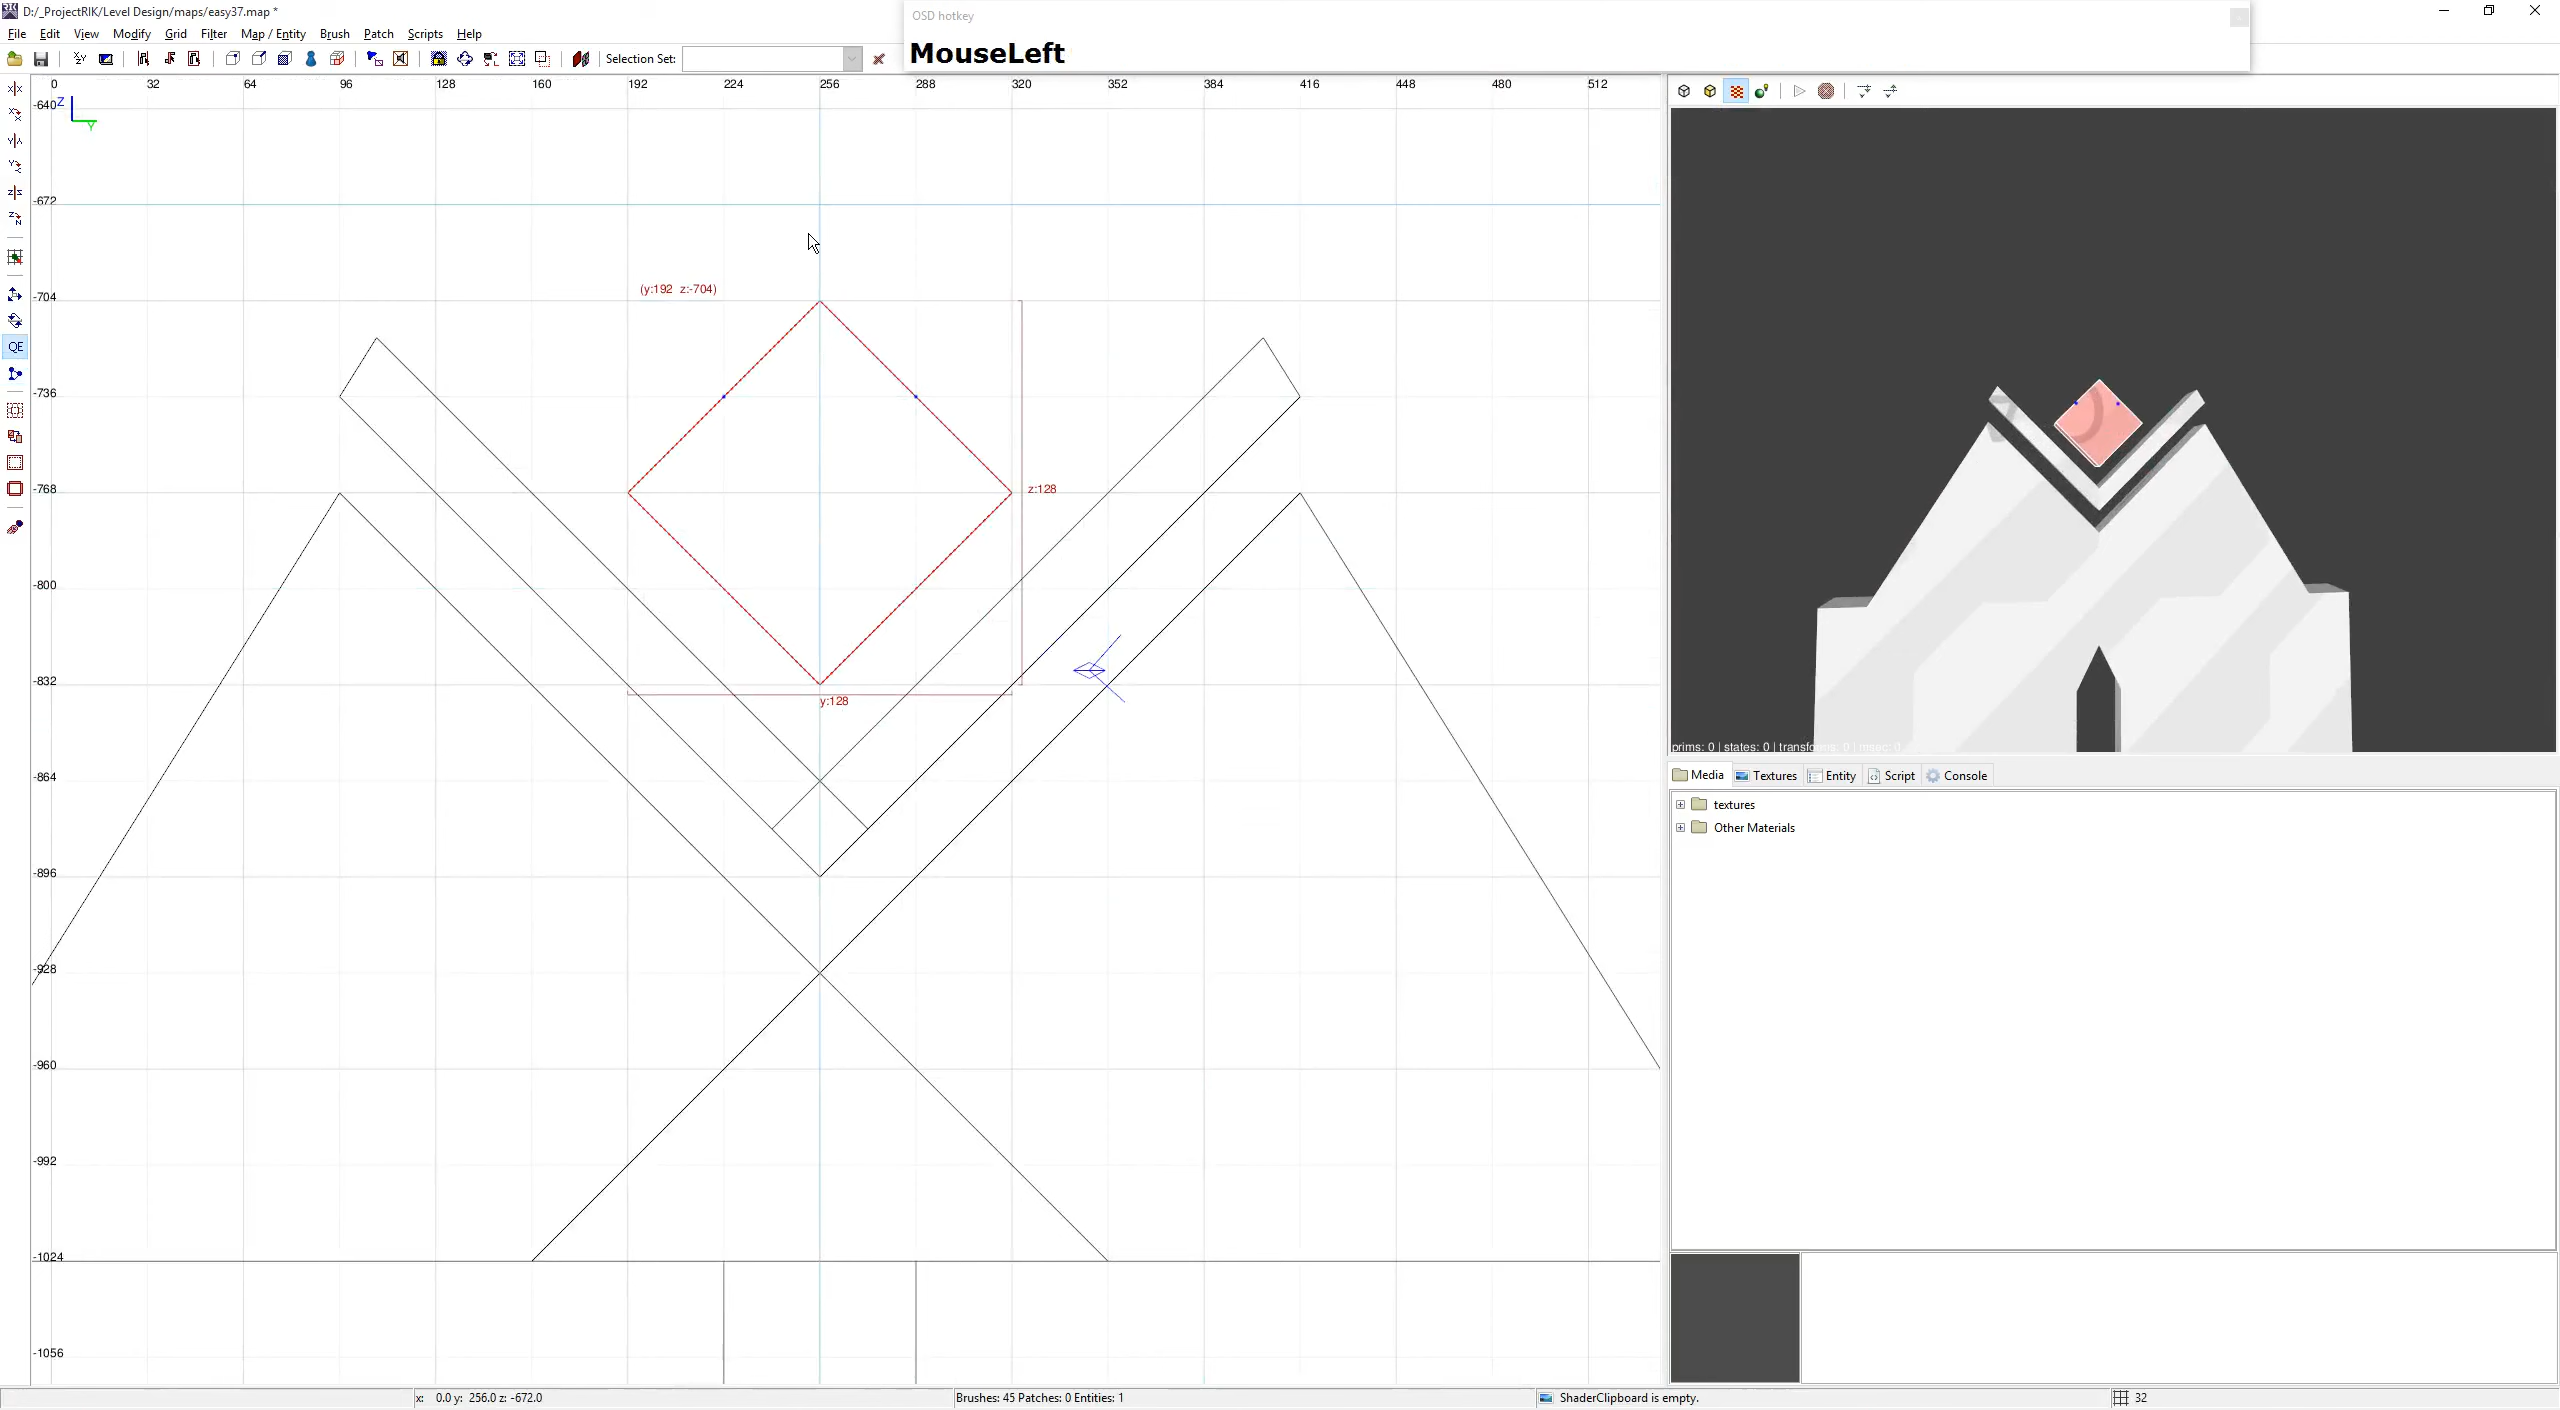 D:/_ProjectRIK/Level Design/maps/easy37.map *
OSD hotkey
MouseLeft
File Edit View Modify Grid Filter Map / Entity Brush Patch Scripts Help
Selection Set:
0 32 64 96 128 160 192 224 256 288 320 352 384 416 448 480 512
-640
Z
Y
-672
(y:192 z:-704)
-704
-736
-768
z:128
-800
-832
y:128
-864
-896
-928
-960
-992
-1024
-1056
QE
prims: 0 | states: 0 | transforms: 0 | msec: 0
Media Textures Entity Script Console
textures
Other Materials
x: 0.0 y: 256.0 z: -672.0
Brushes: 45 Patches: 0 Entities: 1
ShaderClipboard is empty.
32